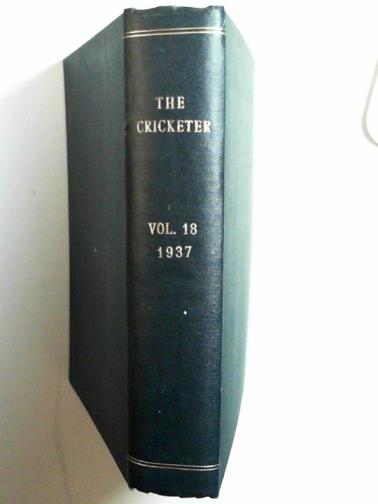 THE
CRICKETER
VOL. 18
1937